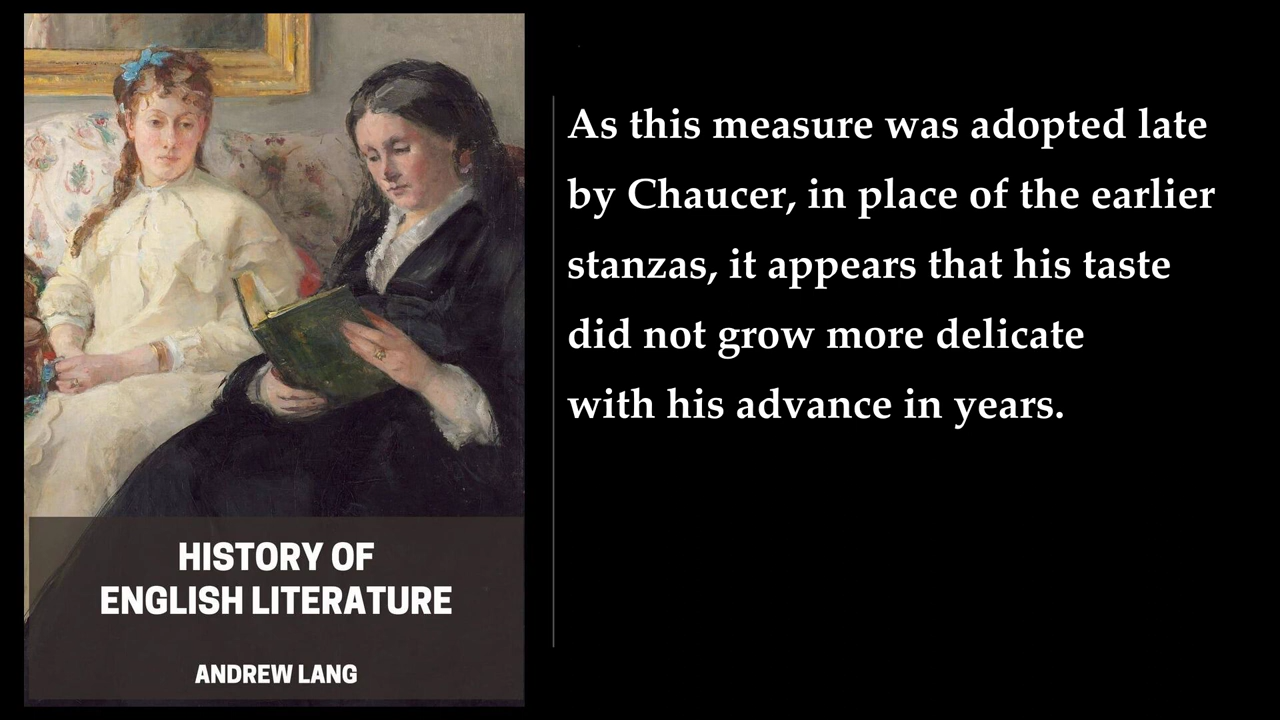 HISTORY OF
ENGLISH LITERATURE
ANDREW LANG
As this measure was adopted late
by Chaucer, in place of the earlier
stanzas, it appears that his taste
did not grow more delicate
with his advance in years.